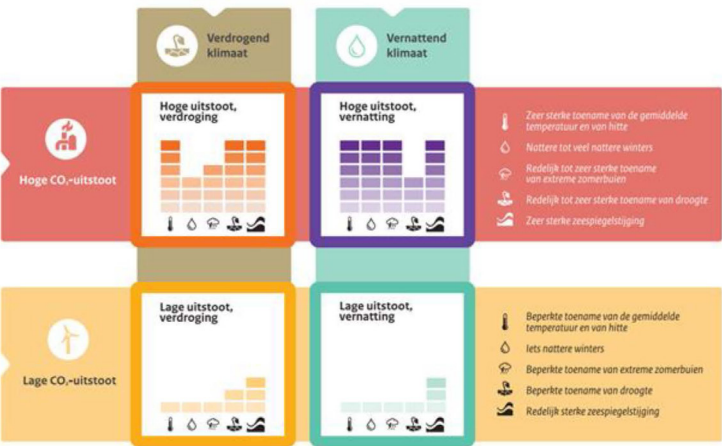 Verdrogend
klimaat
Vernattend
klimaat
Hoge CO₂-uitstoot
Hoge uitstoot,
verdroging
Hoge uitstoot,
vernatting
Zeer sterke toename van de gemiddelde
temperatuur en van hitte
Nattere tot veel nattere winters
Redelijk tot zeer sterke toename
van extreme zomerbuien
Redelijk tot zeer sterke toename van droogte
Zeer sterke zeespiegelstijging
Lage CO₂-uitstoot
Lage uitstoot,
verdroging
Lage uitstoot,
vernatting
Beperkte toename van de gemiddelde
temperatuur en van hitte
Iets nattere winters
Beperkte toename van extreme zomerbuien
Beperkte toename van droogte
Redelijk sterke zeespiegelstijging